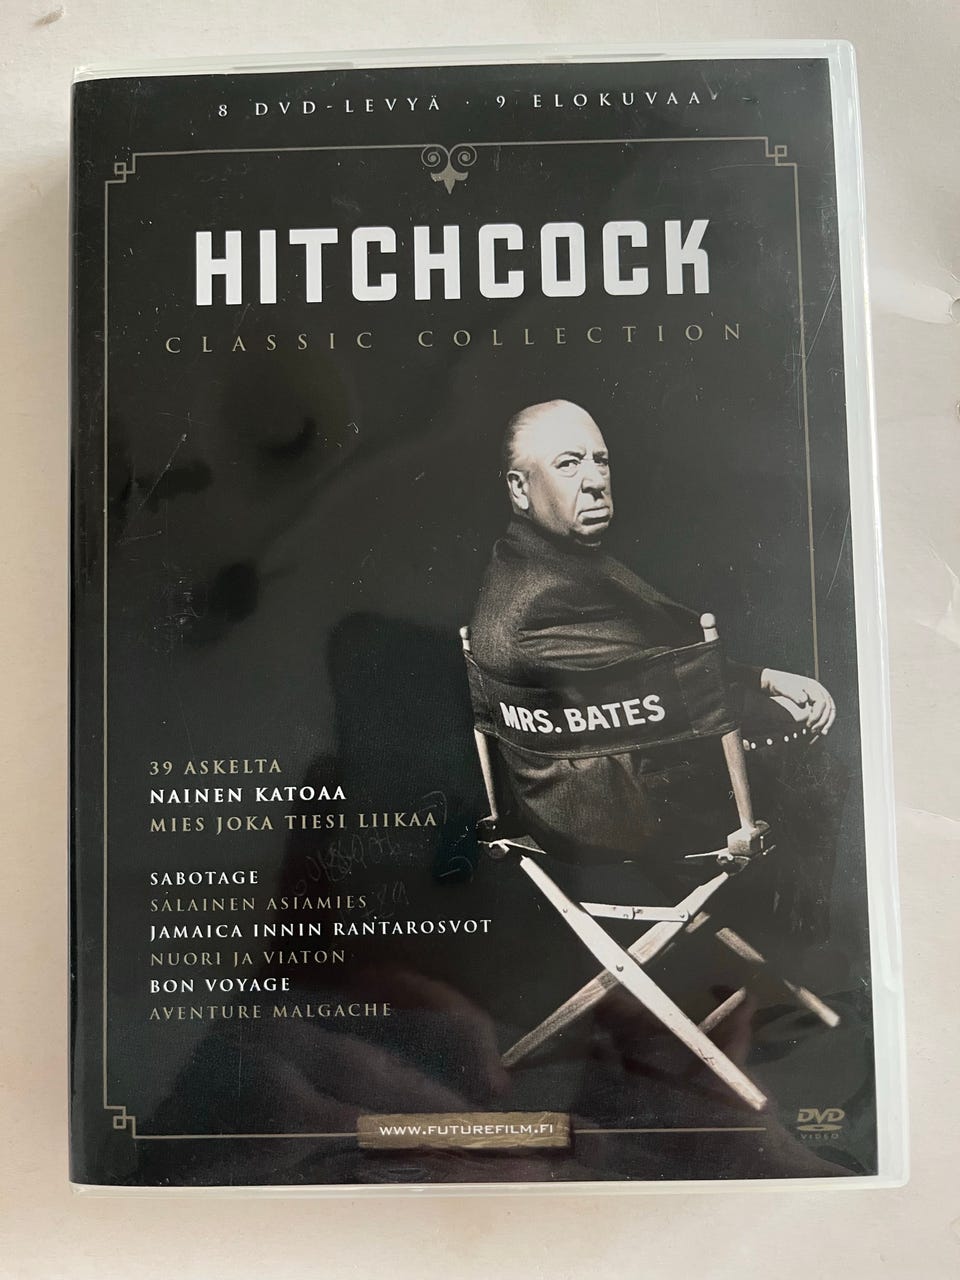 8 DVD-LEVYÄ · 9 ELOKUVAA
HITCHCOCK
CLASSIC COLLECTION
MRS. BATES
39 ASKELTA
NAINEN KATOAA
MIES JOKA TIESI LIIKAA
SABOTAGE
SALAINEN ASIAMIES
JAMAICA INNIN RANTAROSVOT
NUORI JA VIATON
BON VOYAGE
AVENTURE MALGACHE
WWW.FUTUREFILM.FI
DVD
VIDEO